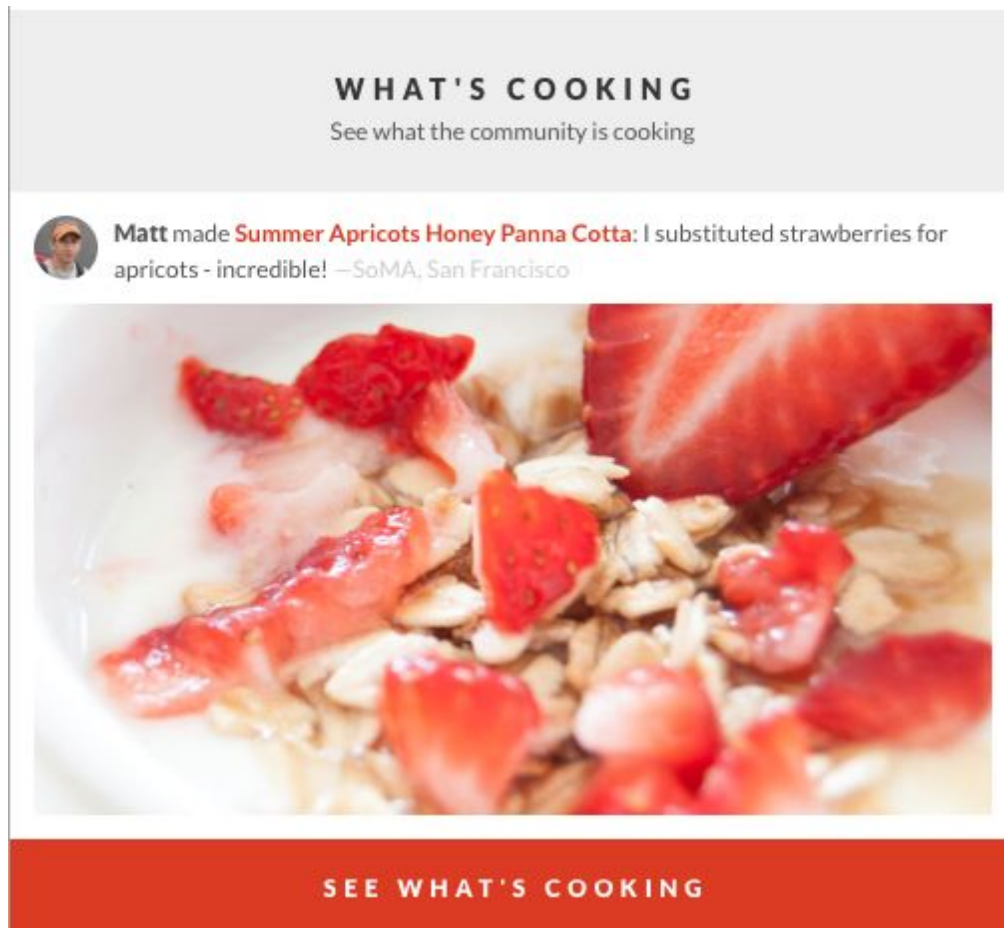 WHAT'S COOKING
See what the community is cooking
Matt made Summer Apricots Honey Panna Cotta: I substituted strawberries for
apricots - incredible! —SoMA, San Francisco
SEE WHAT'S COOKING